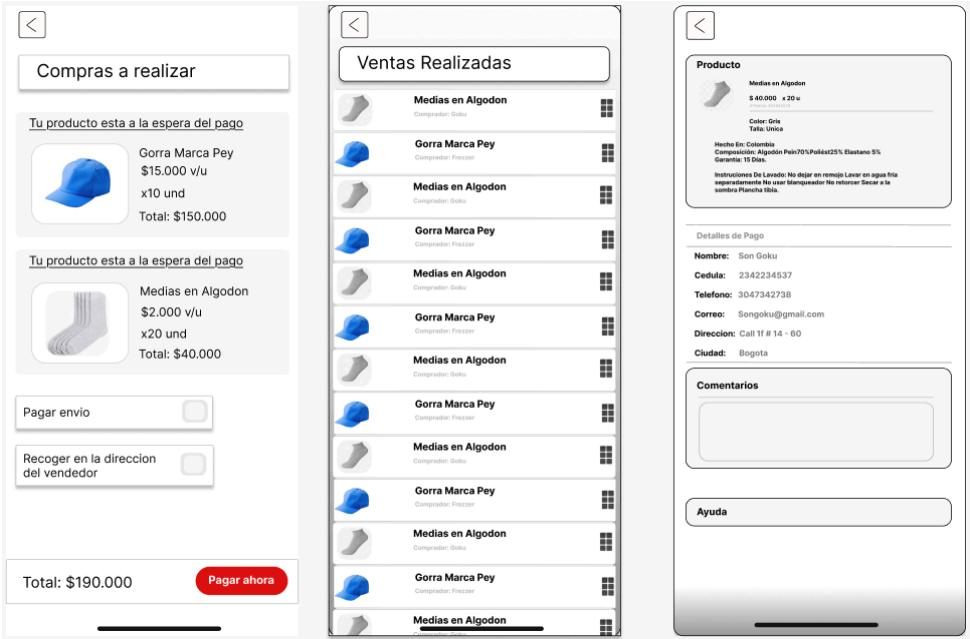 Compras a realizar
Tu producto esta a la espera del pago
Gorra Marca Pey
$15.000 v/u
x10 und
Total: $150.000
Tu producto esta a la espera del pago
Medias en Algodon
$2.000 v/u
x20 und
Total: $40.000
Pagar envio
Recoger en la direccion
del vendedor
Total: $190.000
Pagar ahora
Ventas Realizadas
Medias en Algodon
Comprador: Goku
Gorra Marca Pey
Comprador: Frezzer
Medias en Algodon
Comprador: Goku
Gorra Marca Pey
Comprador: Frezzer
Medias en Algodon
Comprador: Goku
Gorra Marca Pey
Comprador: Frezzer
Medias en Algodon
Comprador: Goku
Gorra Marca Pey
Comprador: Frezzer
Medias en Algodon
Comprador: Goku
Gorra Marca Pey
Comprador: Frezzer
Medias en Algodon
Comprador: Goku
Gorra Marca Pey
Comprador: Frezzer
Medias en Algodon
Producto
Medias en Algodon
$ 40.000 x 20 u
Color: Gris
Talla: Unica
Hecho En: Colombia
Composición: Algodón Pein70%Poliést25% Elastano 5%
Garantía: 15 Días.
Instruciones De Lavado: No dejar en remojo Lavar en agua fría
separadamente No usar blanqueador No retorcer Secar a la
sombra Plancha tibia.
Detalles de Pago
Nombre: Son Goku
Cedula: 2342234537
Telefono: 3047342738
Correo: Songoku@gmail.com
Direccion: Call 1f # 14 - 60
Ciudad: Bogota
Comentarios
Ayuda